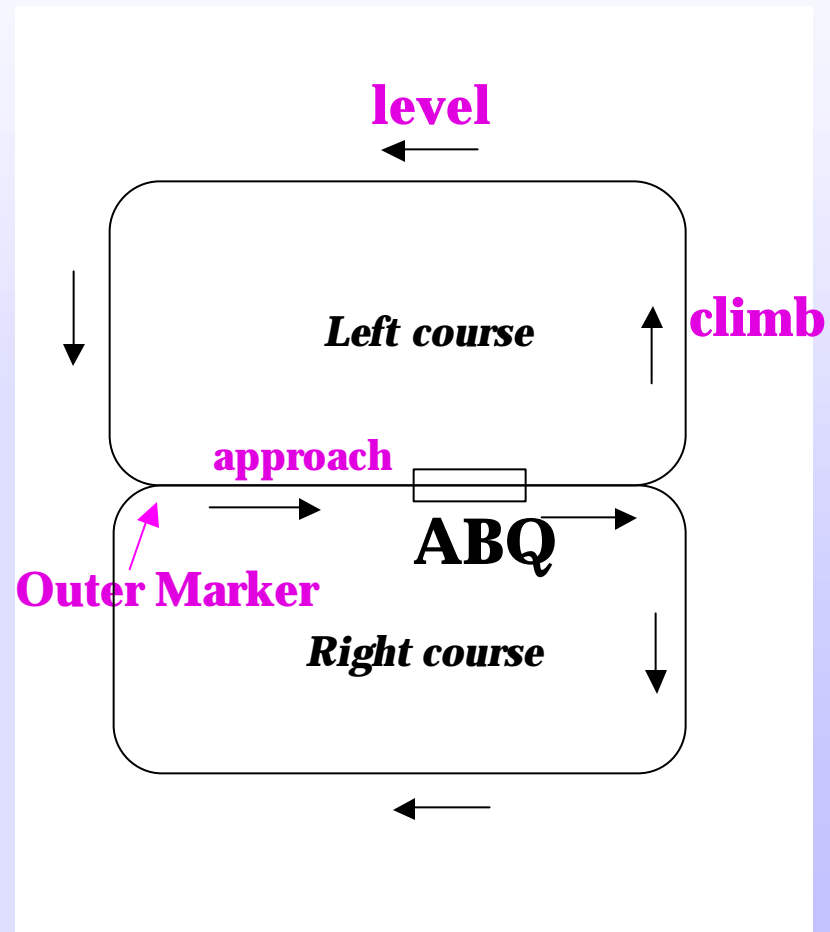 level
climb
Left course
approach
ABQ
Outer Marker
Right course